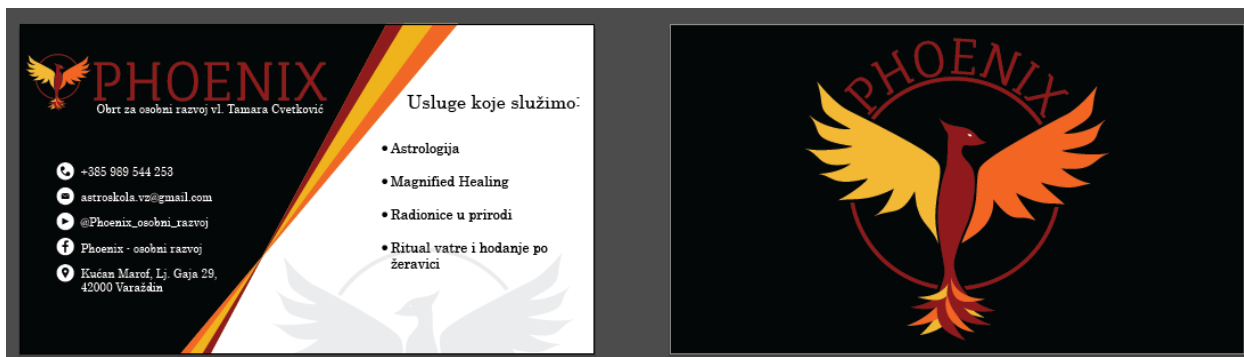 PHOENIX
Obrt za osobni razvoj vl. Tamara Cvetković
+385 989 544 253
astroskola.vz@gmail.com
@Phoenix_osobni_razvoj
Phoenix - osobni razvoj
Kućan Marof, Lj. Gaja 29,
42000 Varaždin
Usluge koje služimo:
• Astrologija
• Magnified Healing
• Radionice u prirodi
• Ritual vatre i hodanje po
žeravici
PHOENIX